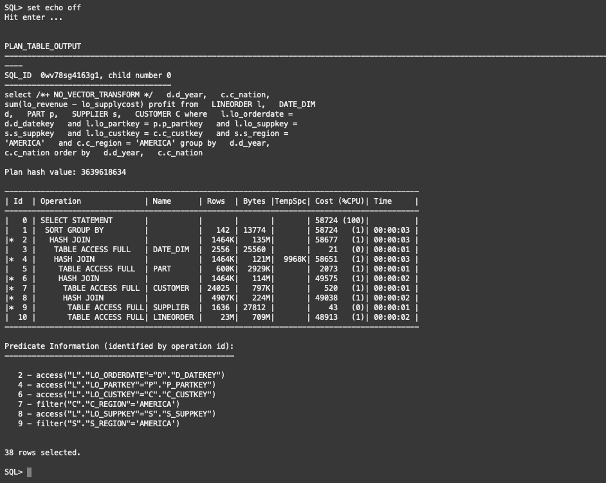 SQL> set echo off
Hit enter ...
PLAN_TABLE_OUTPUT
--------------------------------------------------------------------------------
----
SQL_ID  0wv78sg4163g1, child number 0
-------------------------------------
select /*+ NO_VECTOR_TRANSFORM */   d.d_year,   c.c_nation,
sum(lo_revenue - lo_supplycost) profit from   LINEORDER l,   DATE_DIM
d,   PART p,   SUPPLIER s,   CUSTOMER C where   l.lo_orderdate =
d.d_datekey   and l.lo_partkey = p.p_partkey   and l.lo_suppkey =
s.s_suppkey   and l.lo_custkey = c.c_custkey   and s.s_region =
'AMERICA'   and c.c_region = 'AMERICA' group by   d.d_year,
c.c_nation order by   d.d_year,   c.c_nation
Plan hash value: 3639618634
------------------------------------------------------------------------------------------
| Id  | Operation              | Name      | Rows  | Bytes |TempSpc| Cost (%CPU)| Time     |
------------------------------------------------------------------------------------------
|   0 | SELECT STATEMENT       |           |       |       |       | 58724 (100)|          |
|   1 |  SORT GROUP BY         |           |   142 | 13774 |       | 58724   (1)| 00:00:03 |
|*  2 |   HASH JOIN            |           |  1464K|   135M|       | 58677   (1)| 00:00:03 |
|   3 |    TABLE ACCESS FULL   | DATE_DIM  |  2556 | 25560 |       |    21   (0)| 00:00:01 |
|*  4 |    HASH JOIN           |           |  1464K|   121M|  9968K| 58651   (1)| 00:00:03 |
|   5 |     TABLE ACCESS FULL  | PART      |   600K|  2929K|       |  2073   (1)| 00:00:01 |
|*  6 |     HASH JOIN          |           |  1464K|   114M|       | 49575   (1)| 00:00:02 |
|*  7 |      TABLE ACCESS FULL | CUSTOMER  | 24025 |   797K|       |   520   (1)| 00:00:01 |
|*  8 |      HASH JOIN         |           |  4907K|   224M|       | 49038   (1)| 00:00:02 |
|*  9 |       TABLE ACCESS FULL| SUPPLIER  |  1636 | 27812 |       |    43   (0)| 00:00:01 |
|  10 |       TABLE ACCESS FULL| LINEORDER |    23M|   709M|       | 48913   (1)| 00:00:02 |
------------------------------------------------------------------------------------------
Predicate Information (identified by operation id):
---------------------------------------------------
2 - access("L"."LO_ORDERDATE"="D"."D_DATEKEY")
4 - access("L"."LO_PARTKEY"="P"."P_PARTKEY")
6 - access("L"."LO_CUSTKEY"="C"."C_CUSTKEY")
7 - filter("C"."C_REGION"='AMERICA')
8 - access("L"."LO_SUPPKEY"="S"."S_SUPPKEY")
9 - filter("S"."S_REGION"='AMERICA')
38 rows selected.
SQL>